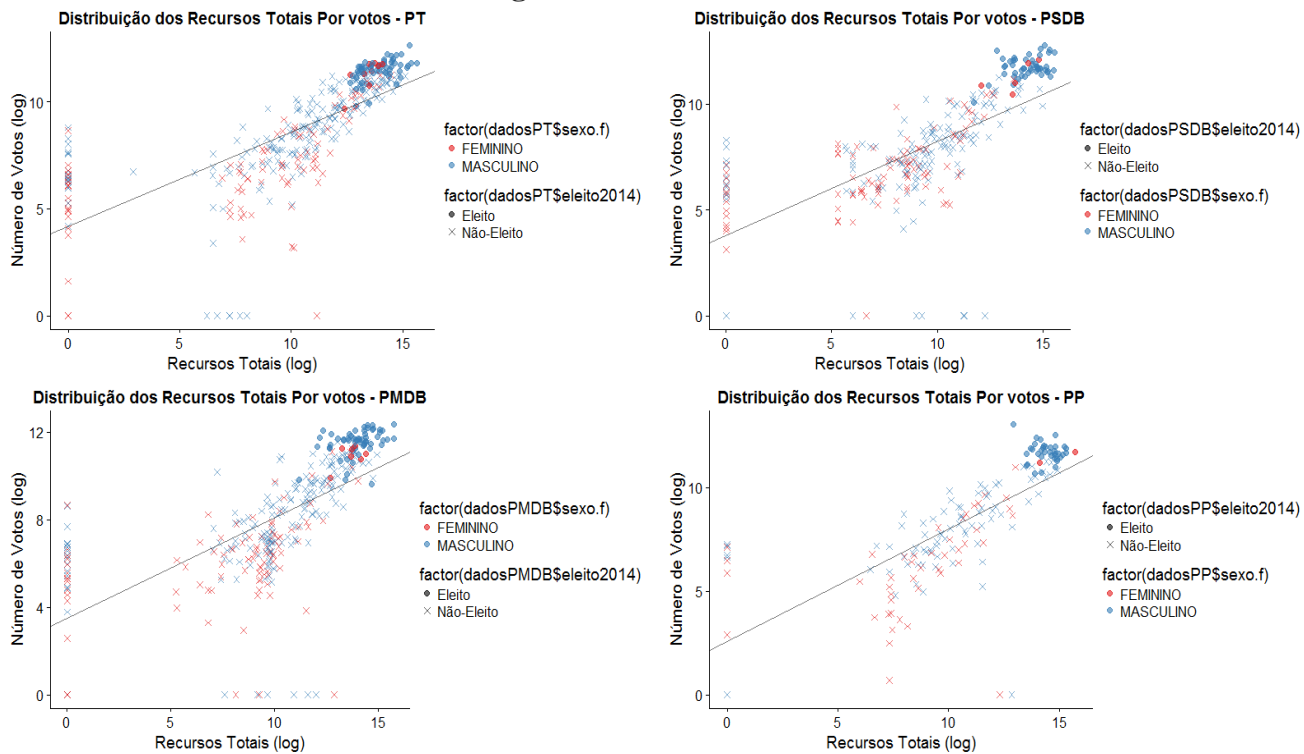 Distribuição dos Recursos Totais Por votos - PT
Número de Votos (log)
10
5
0
0 5 10 15
Recursos Totais (log)
factor(dadosPT$sexo.f)
FEMININO
MASCULINO
factor(dadosPT$eleito2014)
Eleito
Não-Eleito
Distribuição dos Recursos Totais Por votos - PSDB
Número de Votos (log)
10
5
0
0 5 10 15
Recursos Totais (log)
factor(dadosPSDB$eleito2014)
Eleito
Não-Eleito
factor(dadosPSDB$sexo.f)
FEMININO
MASCULINO
Distribuição dos Recursos Totais Por votos - PMDB
Número de Votos (log)
12
8
4
0
0 5 10 15
Recursos Totais (log)
factor(dadosPMDB$sexo.f)
FEMININO
MASCULINO
factor(dadosPMDB$eleito2014)
Eleito
Não-Eleito
Distribuição dos Recursos Totais Por votos - PP
Número de Votos (log)
10
5
0
0 5 10 15
Recursos Totais (log)
factor(dadosPP$eleito2014)
Eleito
Não-Eleito
factor(dadosPP$sexo.f)
FEMININO
MASCULINO